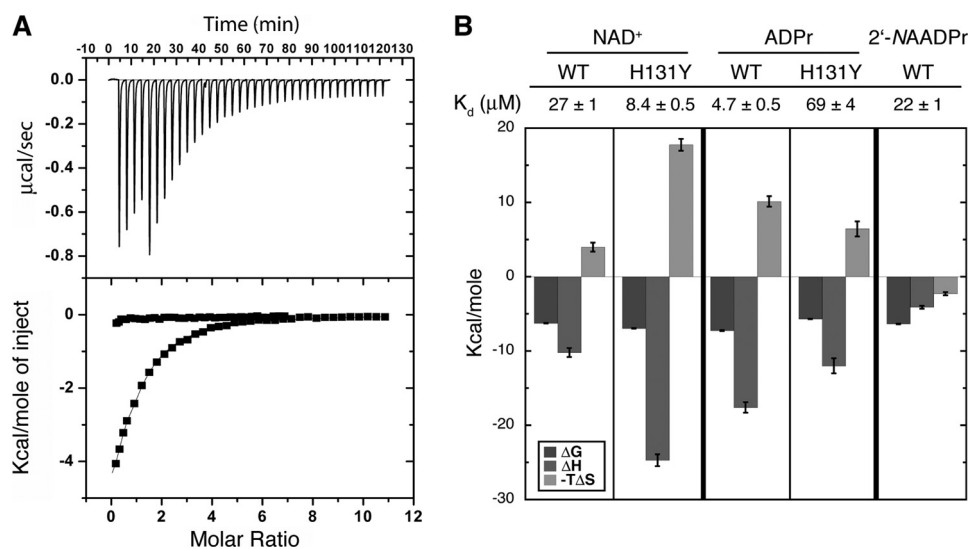 A
Time (min)
-10 0 10 20 30 40 50 60 70 80 90 100 110 120 130
0.0
-0.2
-0.4
-0.6
-0.8
µcal/sec
0
-2
-4
Kcal/mole of inject
0 2 4 6 8 10 12
Molar Ratio
B
NAD⁺ ADPr 2'-NAADPr
WT H131Y WT H131Y WT
K_d (µM) 27 ± 1 8.4 ± 0.5 4.7 ± 0.5 69 ± 4 22 ± 1
20
10
0
-10
-20
-30
Kcal/mole
ΔG
ΔH
-TΔS